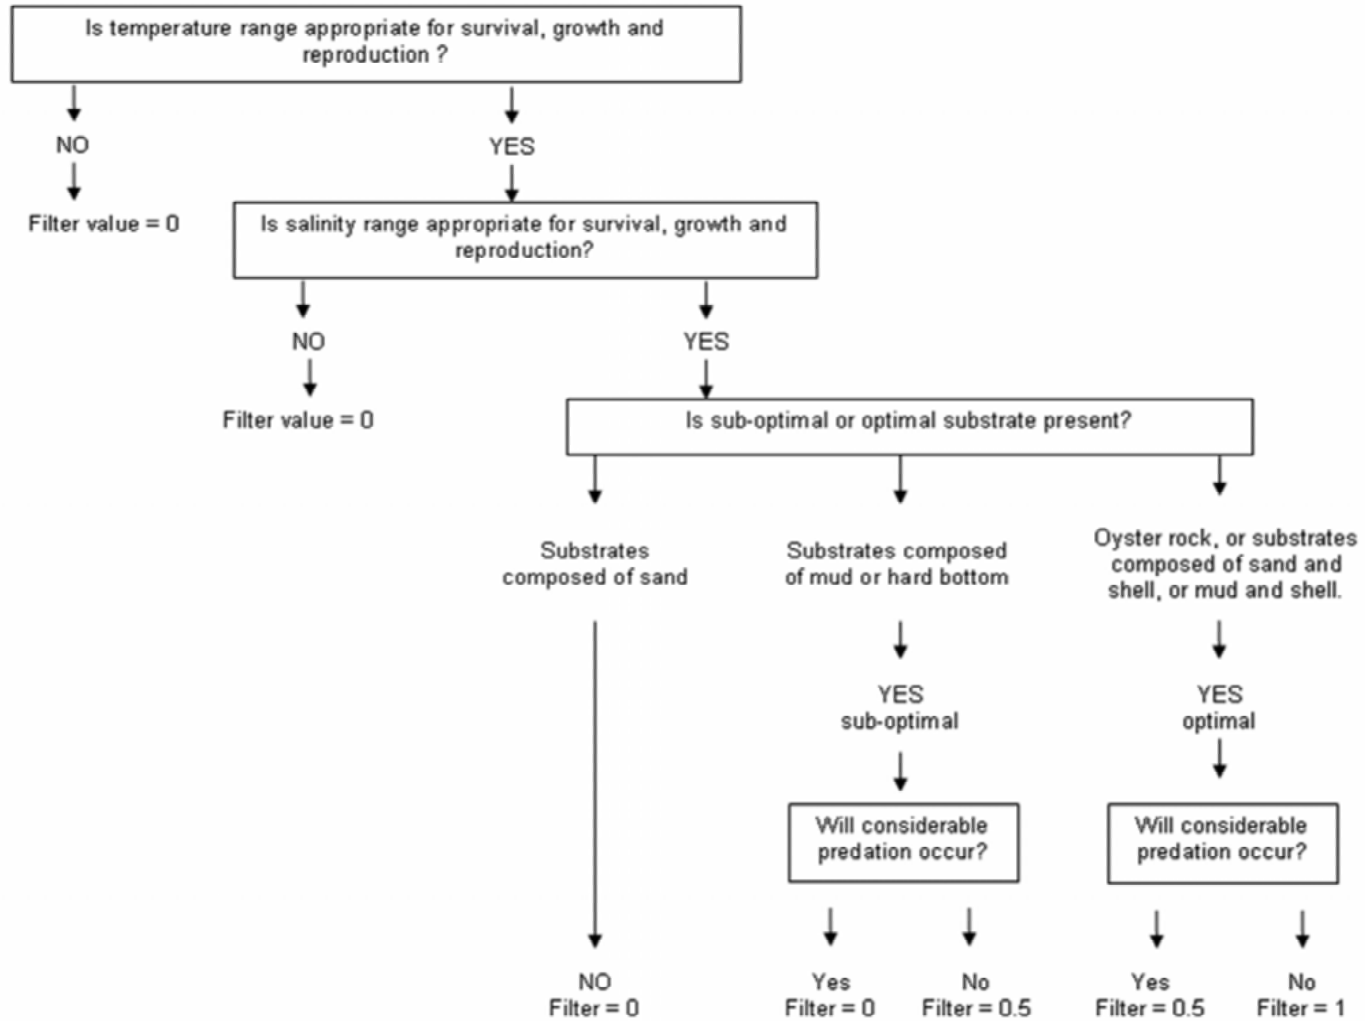 Is temperature range appropriate for survival, growth and
reproduction ?
NO
YES
Filter value = 0
Is salinity range appropriate for survival, growth and
reproduction?
NO
YES
Filter value = 0
Is sub-optimal or optimal substrate present?
Substrates
composed of sand
Substrates composed
of mud or hard bottom
Oyster rock, or substrates
composed of sand and
shell, or mud and shell.
YES
sub-optimal
YES
optimal
Will considerable
predation occur?
Will considerable
predation occur?
NO
Filter = 0
Yes
Filter = 0
No
Filter = 0.5
Yes
Filter = 0.5
No
Filter = 1